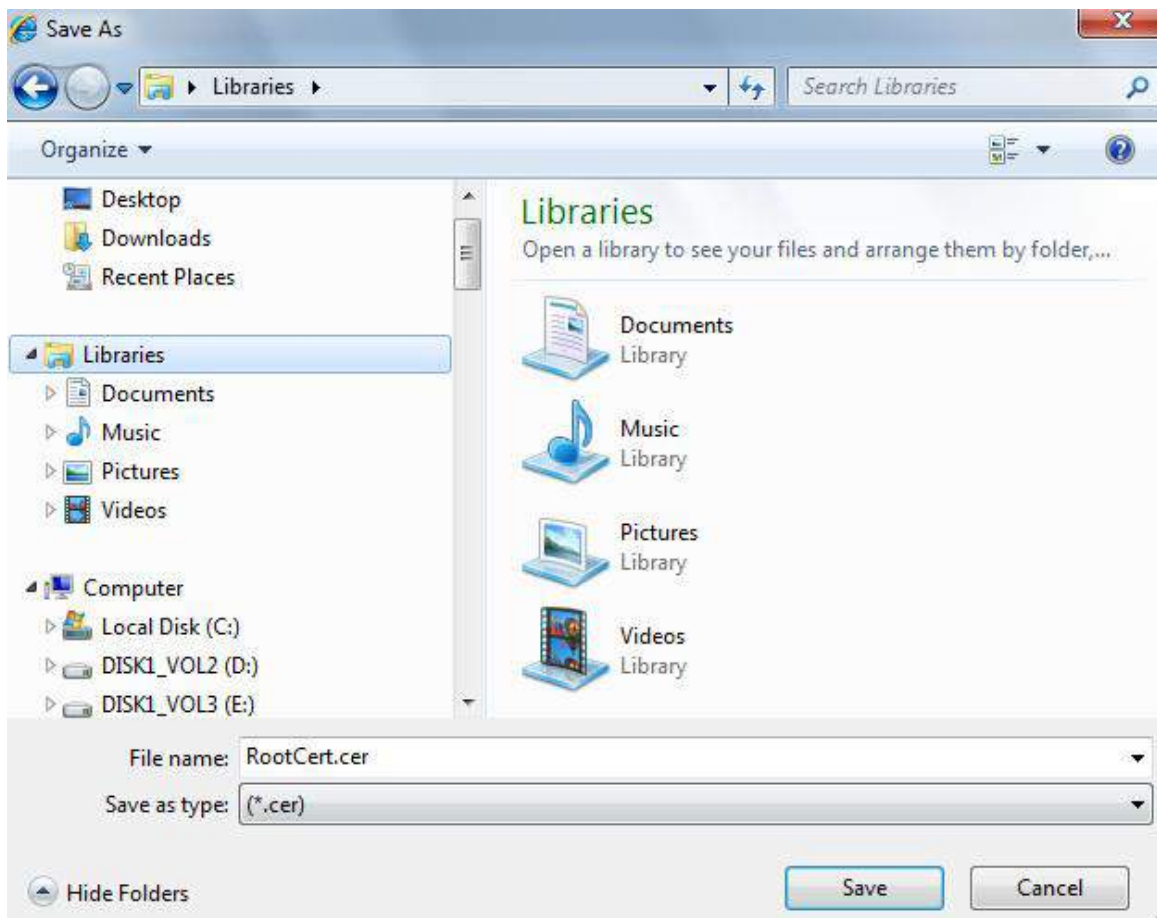 Save As
Libraries
Search Libraries
Organize
Desktop
Downloads
Recent Places
Libraries
Documents
Music
Pictures
Videos
Computer
Local Disk (C:)
DISK1_VOL2 (D:)
DISK1_VOL3 (E:)
Libraries
Open a library to see your files and arrange them by folder,...
Documents
Library
Music
Library
Pictures
Library
Videos
Library
File name: RootCert.cer
Save as type: (*.cer)
Hide Folders
Save
Cancel